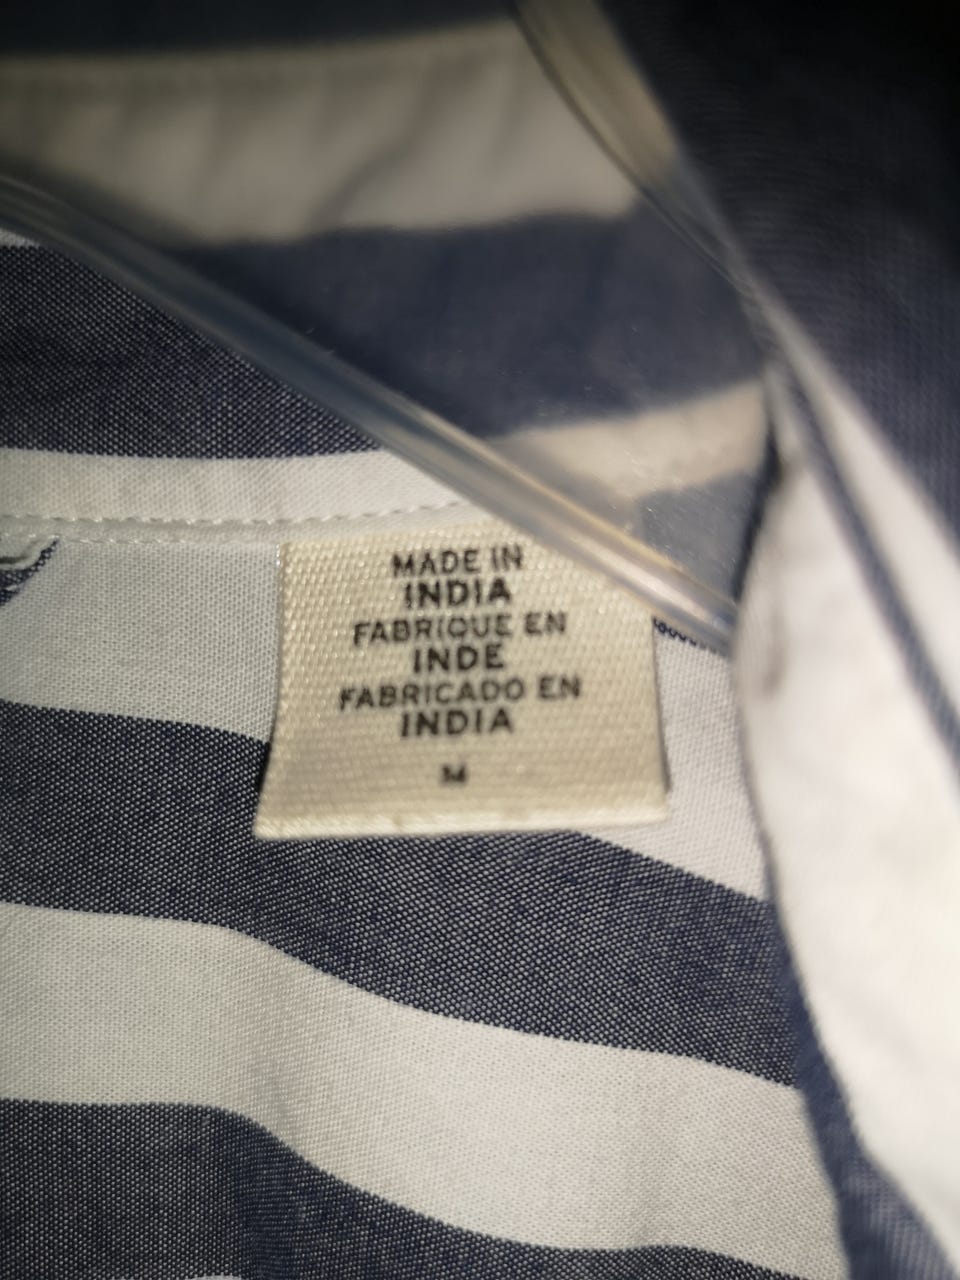 MADE IN
INDIA
FABRIQUE EN
INDE
FABRICADO EN
INDIA
M